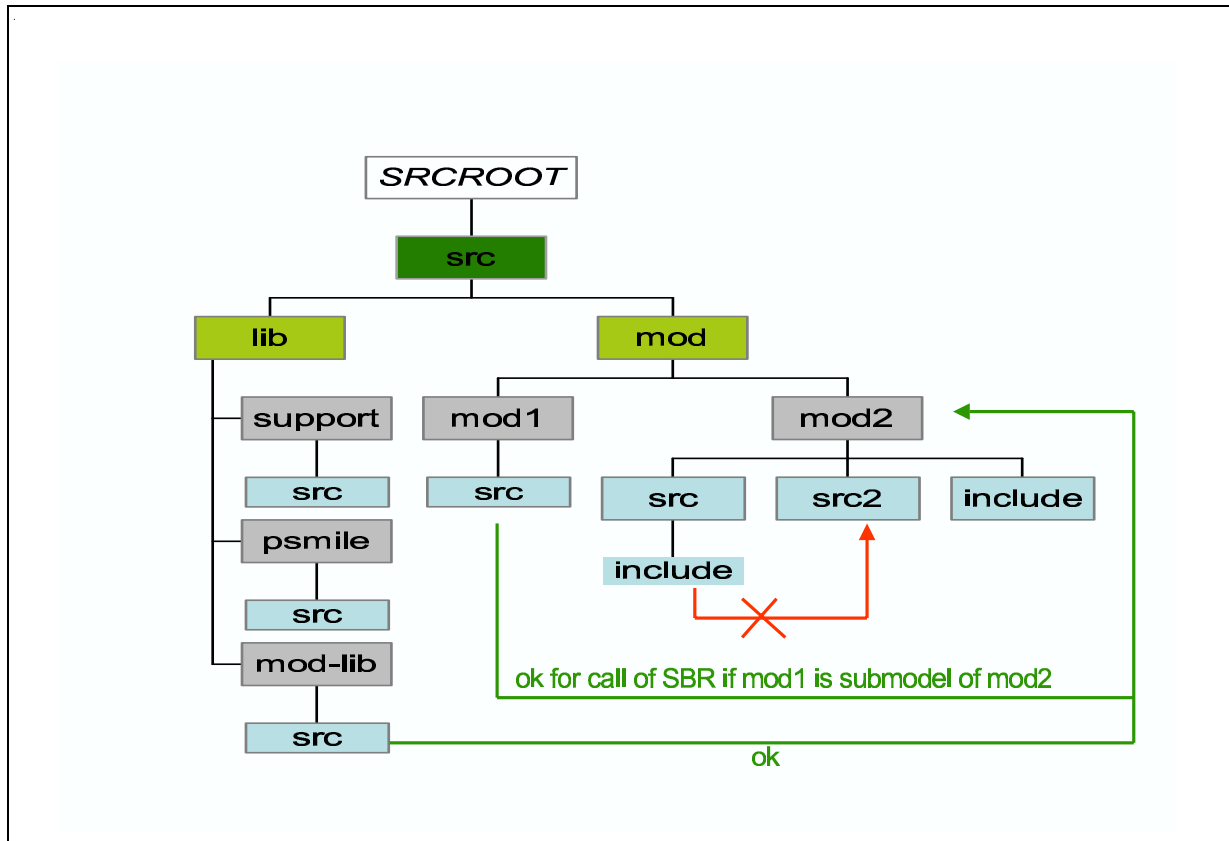 SRCROOT
src
lib
mod
support
mod1
mod2
src
src
src
src2
include
psmile
include
src
mod-lib
ok for call of SBR if mod1 is submodel of mod2
src
ok